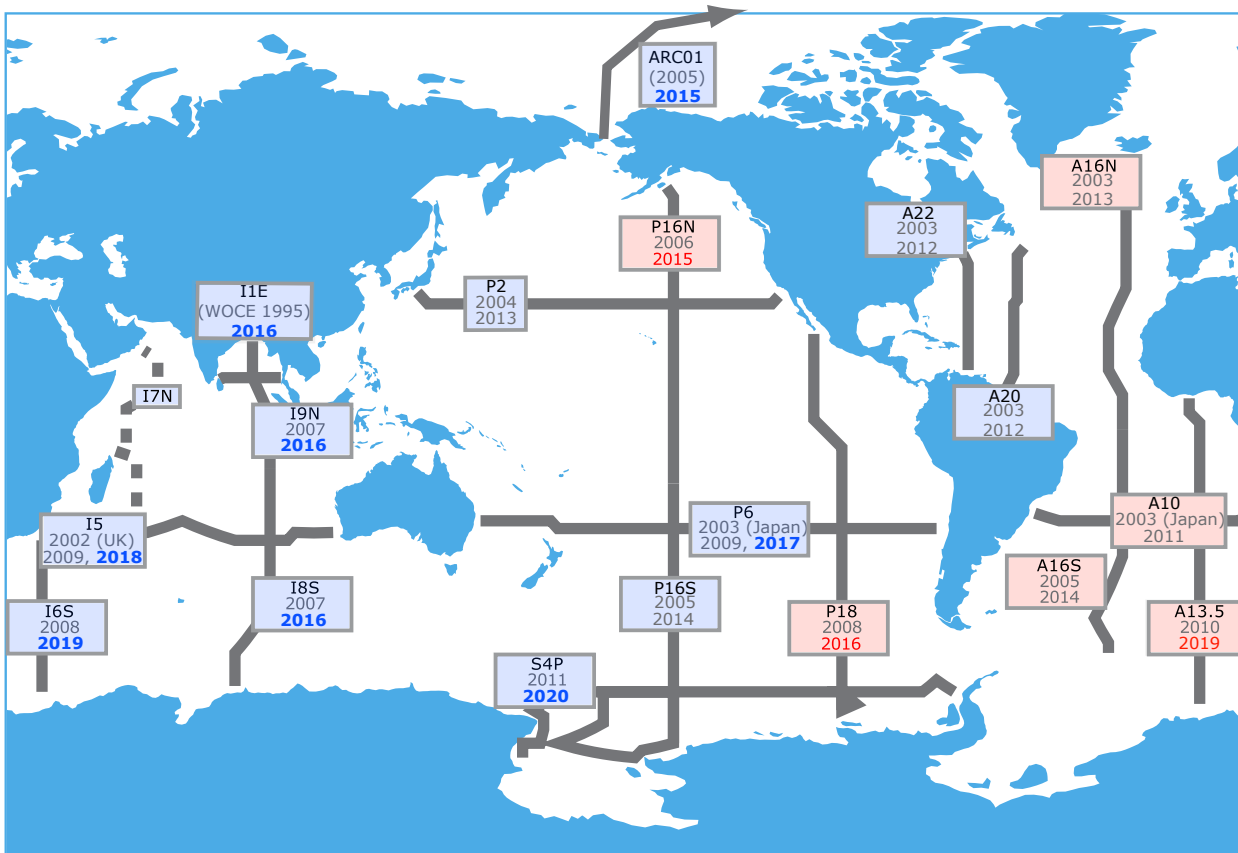 ARC01
(2005)
2015
A16N
2003
2013
A22
2003
2012
P16N
2006
2015
P2
2004
2013
I1E
(WOCE 1995)
2016
I7N
A20
2003
2012
I9N
2007
2016
A10
2003 (Japan)
2011
P6
2003 (Japan)
2009, 2017
I5
2002 (UK)
2009, 2018
A16S
2005
2014
I8S
2007
2016
P16S
2005
2014
I6S
2008
2019
P18
2008
2016
A13.5
2010
2019
S4P
2011
2020